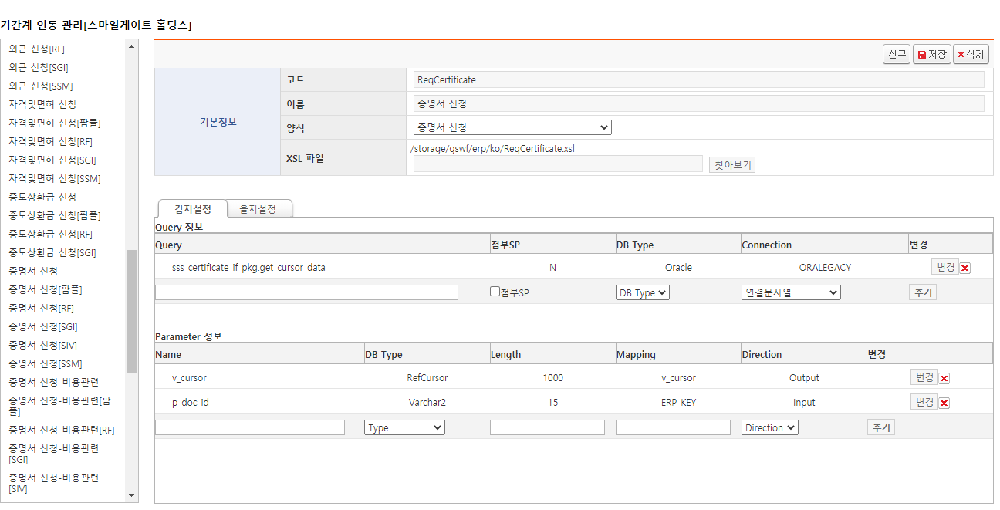 기간계 연동 관리[스마일게이트 홀딩스]
외근 신청[RF]
외근 신청[SGI]
외근 신청[SSM]
자격및면허 신청
자격및면허 신청[팜플]
자격및면허 신청[RF]
자격및면허 신청[SGI]
자격및면허 신청[SSM]
중도상환금 신청
중도상환금 신청[팜플]
중도상환금 신청[RF]
중도상환금 신청[SGI]
증명서 신청
증명서 신청[팜플]
증명서 신청[RF]
증명서 신청[SGI]
증명서 신청[SIV]
증명서 신청[SSM]
증명서 신청-비용관련
증명서 신청-비용관련[팜
플]
증명서 신청-비용관련[RF]
증명서 신청-비용관련
[SGI]
증명서 신청-비용관련
[SIV]
신규 저장 삭제
기본정보
코드 ReqCertificate
이름 증명서 신청
양식 증명서 신청
XSL 파일 /storage/gswf/erp/ko/ReqCertificate.xsl
찾아보기
갑지설정 을지설정
Query 정보
Query 첨부SP DB Type Connection 변경
sss_certificate_if_pkg.get_cursor_data N Oracle ORALEGACY 변경
첨부SP DB Type 연결문자열 추가
Parameter 정보
Name DB Type Length Mapping Direction 변경
v_cursor RefCursor 1000 v_cursor Output 변경
p_doc_id Varchar2 15 ERP_KEY Input 변경
Type Direction 추가